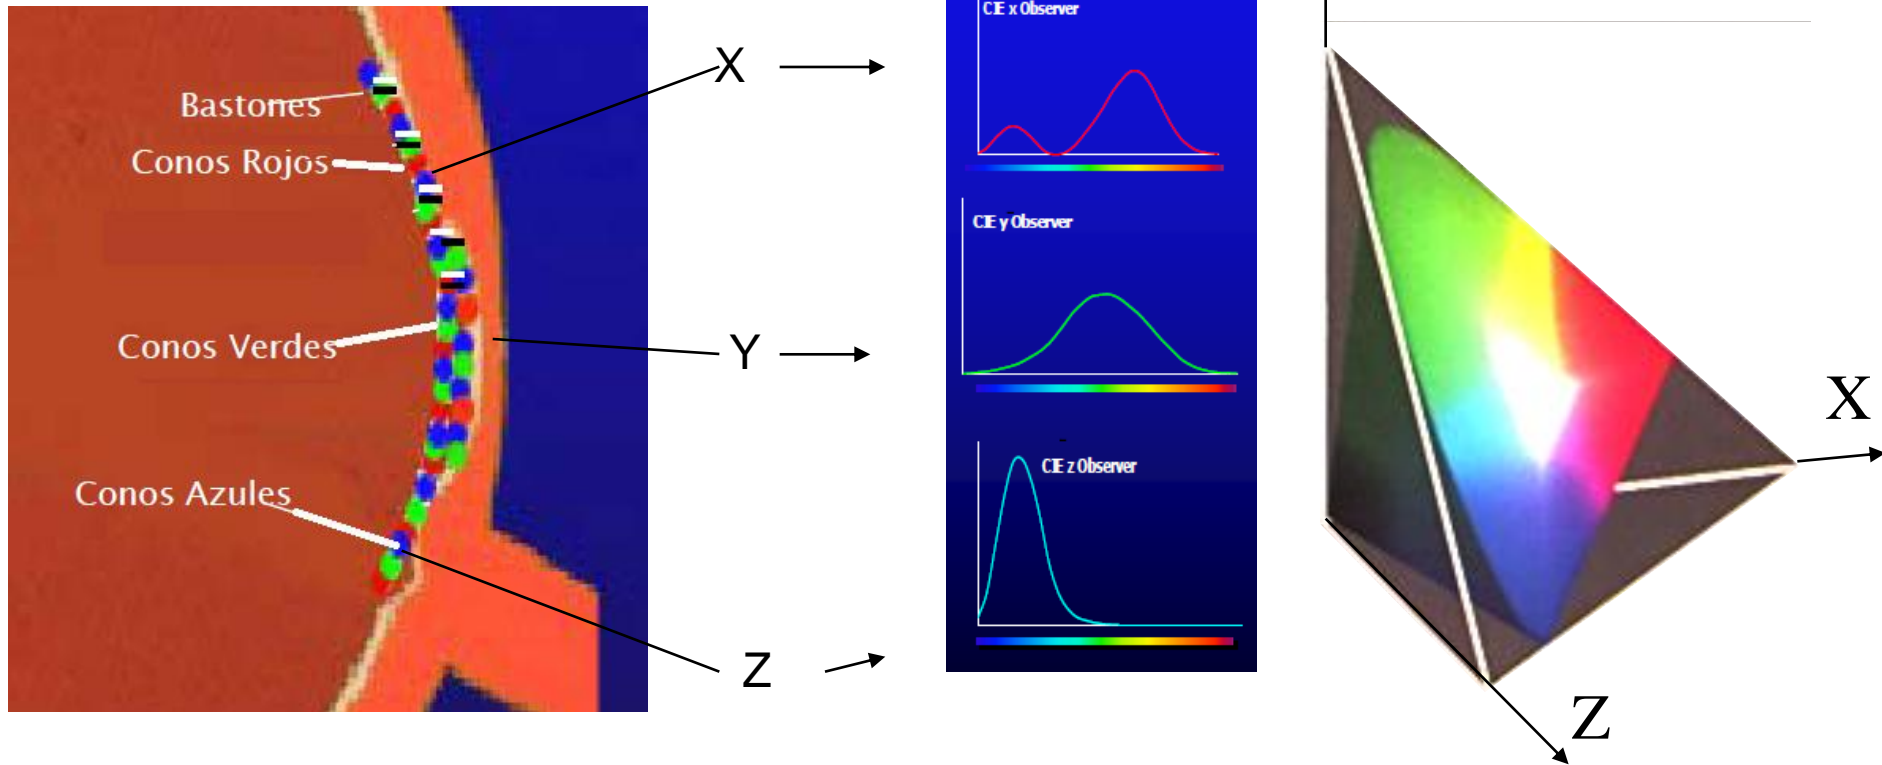 Bastones
Conos Rojos
Conos Verdes
Conos Azules
X
Y
Z
CIE x Observer
CIE y Observer
CIE z Observer
X
Z